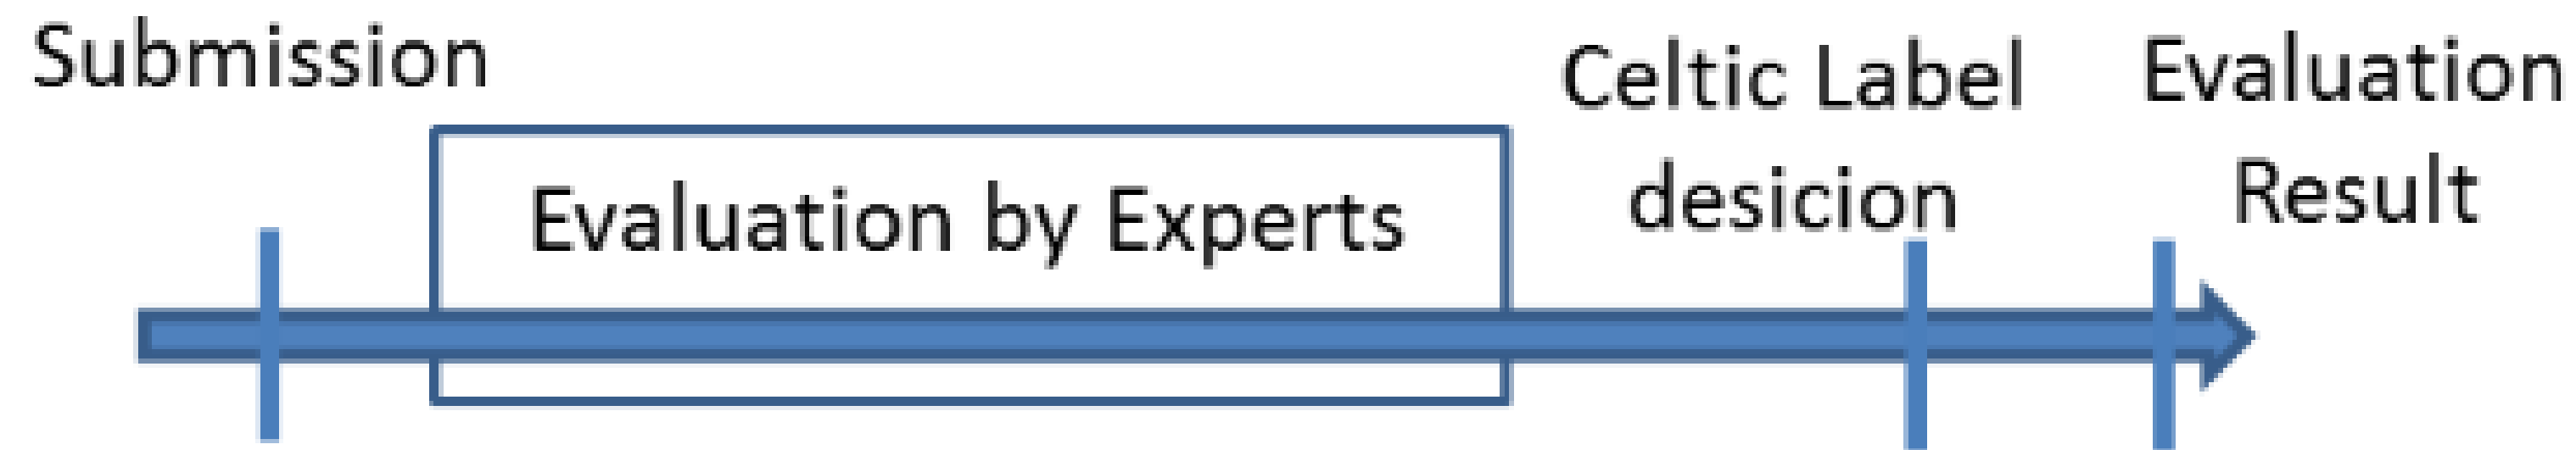 Submission
Evaluation by Experts
Celtic Label
desicion
Evaluation
Result